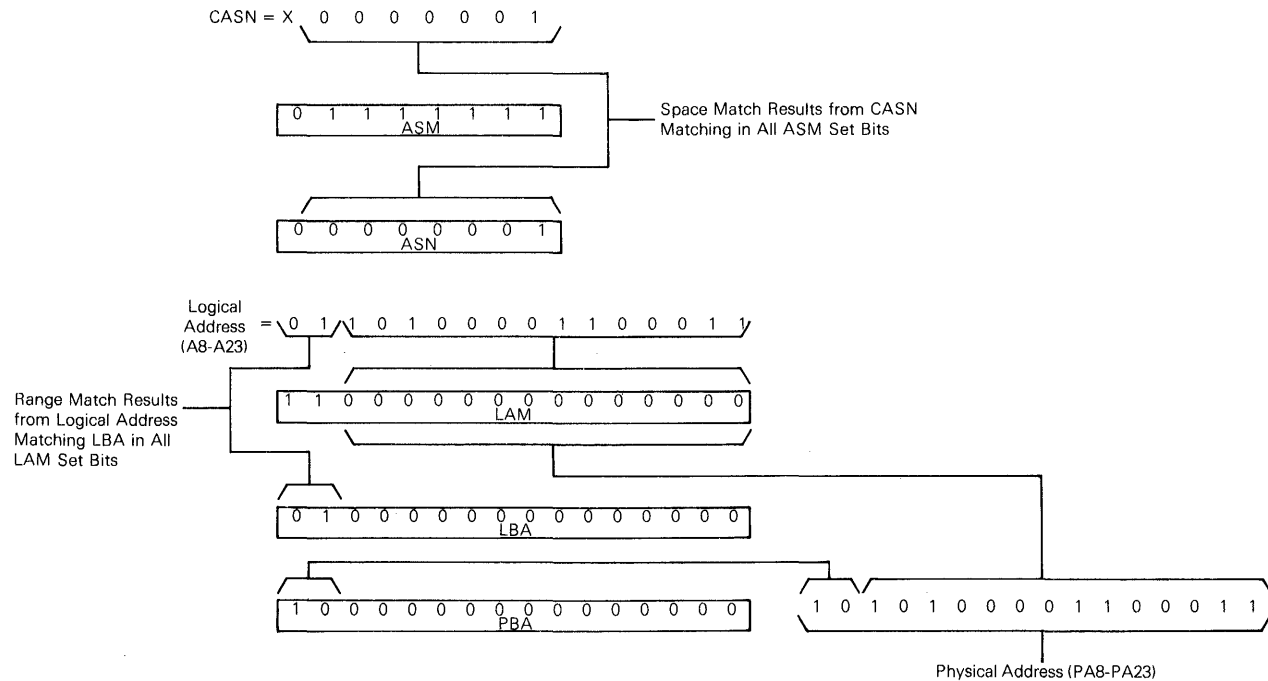 CASN = X 0 0 0 0 0 0 1
0 1 1 1 1 1 1 1
ASM
Space Match Results from CASN
Matching in All ASM Set Bits
0 0 0 0 0 0 0 1
ASN
Logical
Address
(A8-A23)
= 0 1 1 0 1 0 0 0 0 1 1 0 0 0 1 1
Range Match Results
from Logical Address
Matching LBA in All
LAM Set Bits
1 1 0 0 0 0 0 0 0 0 0 0 0 0 0 0
LAM
0 1 0 0 0 0 0 0 0 0 0 0 0 0 0 0
LBA
1 0 0 0 0 0 0 0 0 0 0 0 0 0 0 0
PBA
1 0 1 0 1 0 0 0 0 1 1 0 0 0 1 1
Physical Address (PA8-PA23)